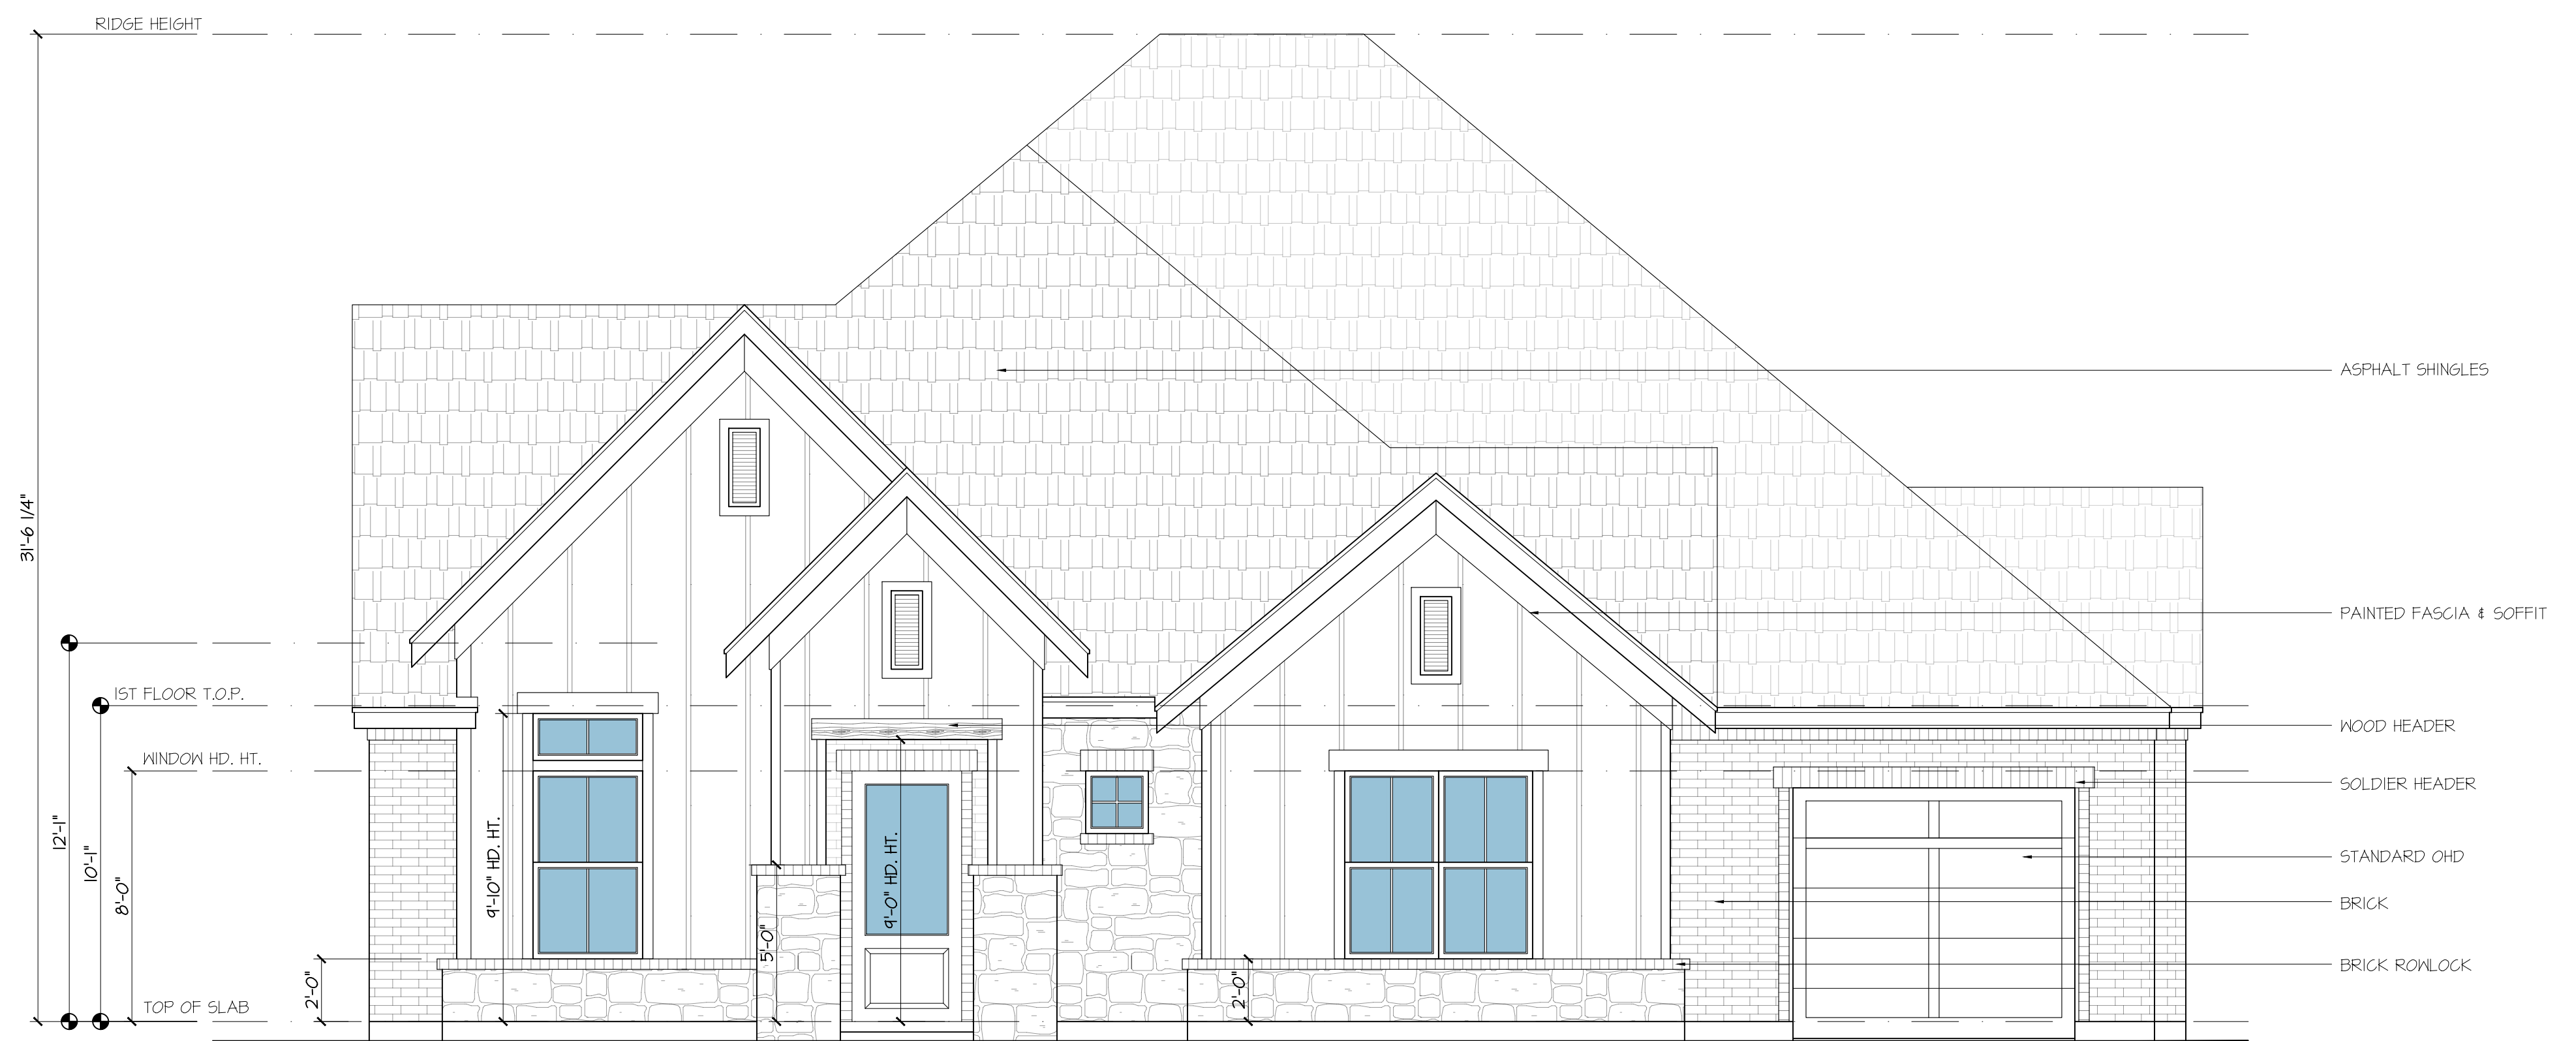 RIDGE HEIGHT
ASPHALT SHINGLES
31'-6 1/4"
PAINTED FASCIA & SOFFIT
1ST FLOOR T.O.P.
WOOD HEADER
WINDOW HD. HT.
SOLDIER HEADER
12'-1"
10'-1"
8'-0"
9'-10" HD. HT.
9'-0" HD. HT.
STANDARD OHD
BRICK
5'-0"
BRICK ROWLOCK
2'-0"
2'-0"
TOP OF SLAB